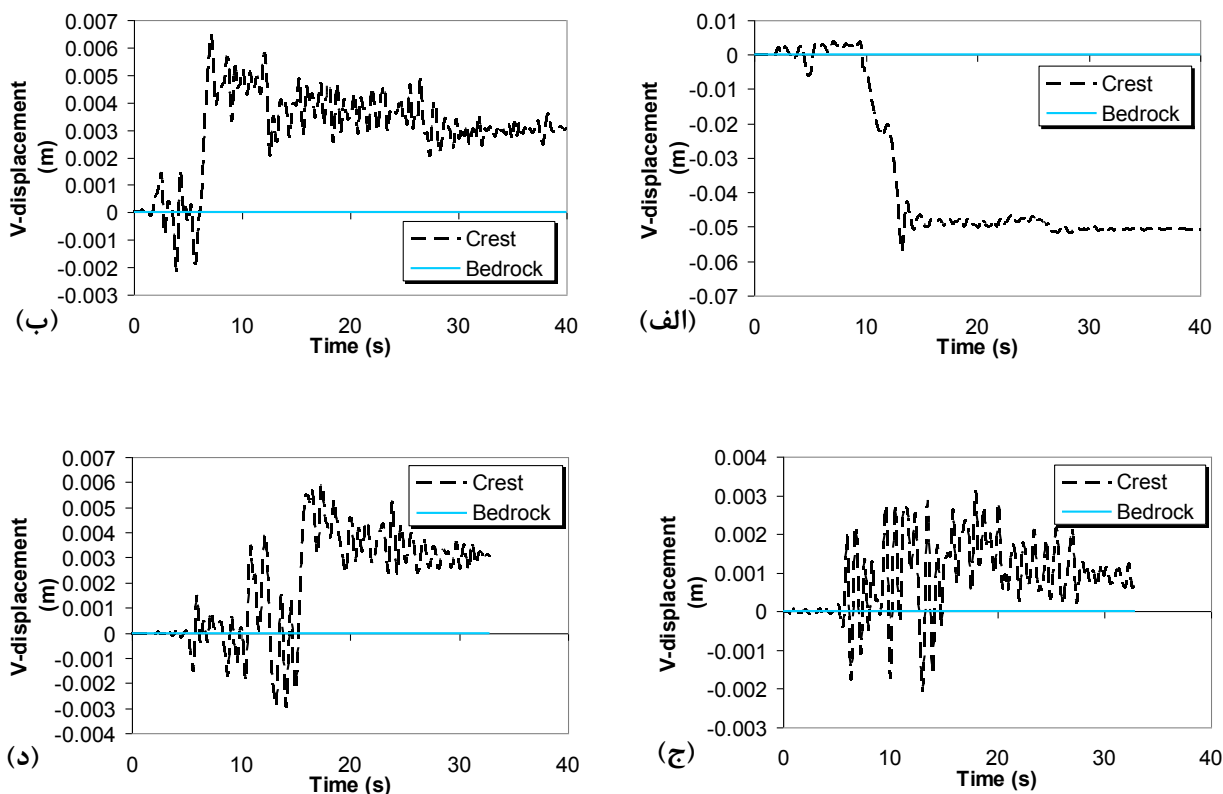 0.007
0.006
0.005
0.004
0.003
0.002
0.001
0
-0.001
-0.002
-0.003
V-displacement
(m)
Crest
Bedrock
0 10 20 30 40
Time (s)
(ب)
0.01
0
-0.01
-0.02
-0.03
-0.04
-0.05
-0.06
-0.07
V-displacement
(m)
Crest
Bedrock
0 10 20 30 40
Time (s)
(الف)
0.007
0.006
0.005
0.004
0.003
0.002
0.001
0
-0.001
-0.002
-0.003
-0.004
V-displacement
(m)
Crest
Bedrock
0 10 20 30 40
Time (s)
(د)
0.004
0.003
0.002
0.001
0
-0.001
-0.002
-0.003
V-displacement
(m)
Crest
Bedrock
0 10 20 30 40
Time (s)
(ج)